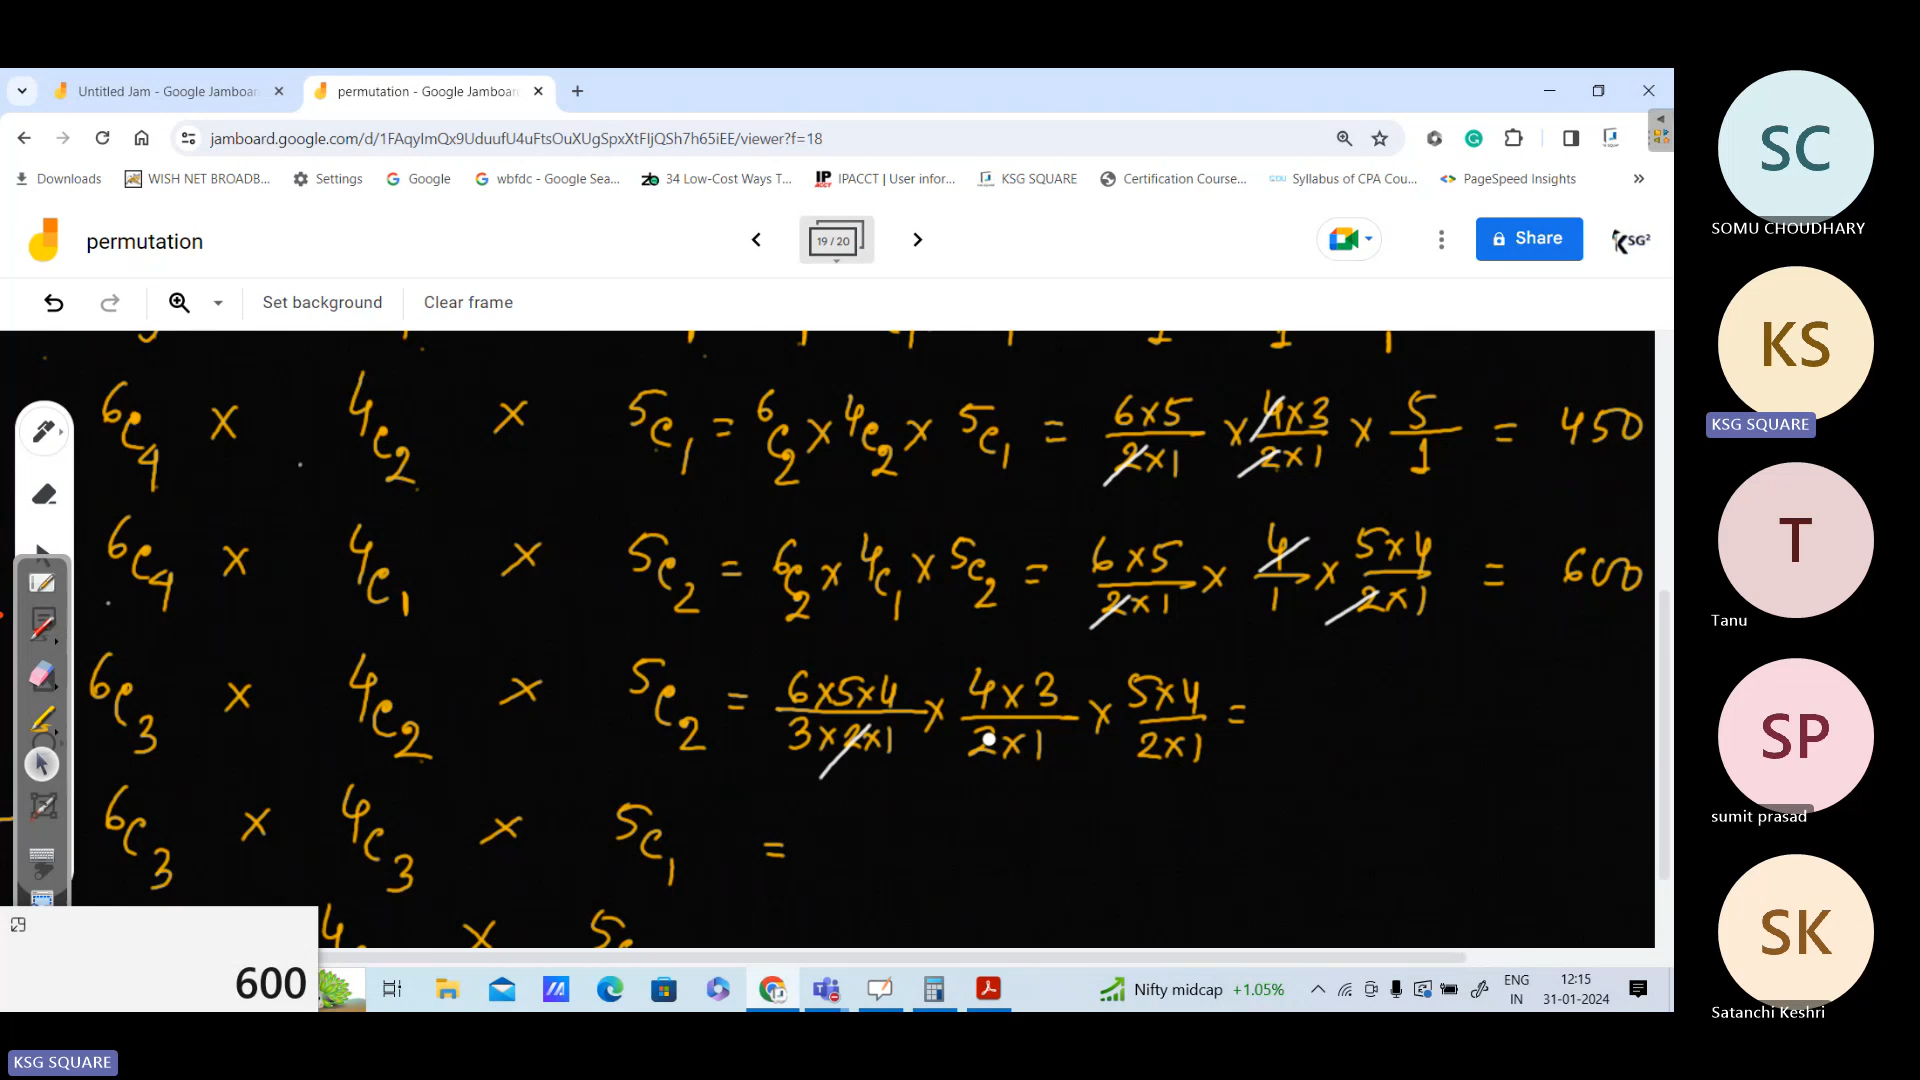 Untitled Jam - Google Jamboar
permutation - Google Jamboar
jamboard.google.com/d/1FAqyImQx9UduufU4uFtsOuXUgSpxXtFIjQSh7h65iEE/viewer?f=18
Downloads WISH NET BROADB... Settings Google wbfdc - Google Sea... 34 Low-Cost Ways T... IPACCT | User infor... KSG SQUARE Certification Course... Syllabus of CPA Cou... PageSpeed Insights »
permutation
19 / 20
Share
KSG²
Set background Clear frame
⁶C₄ × ⁴C₂ × ⁵C₁ = ⁶C₂ × ⁴C₂ × ⁵C₁ = 6×5/2×1 × 4×3/2×1 × 5/1 = 450
⁶C₄ × ⁴C₁ × ⁵C₂ = ⁶C₂ × ⁴C₁ × ⁵C₂ = 6×5/2×1 × 4/1 × 5×4/2×1 = 600
⁶C₃ × ⁴C₂ × ⁵C₂ = 6×5×4/3×2×1 × 4×3/2×1 × 5×4/2×1 =
⁶C₃ × ⁴C₃ × ⁵C₁ =
600
Nifty midcap +1.05%
ENG
IN
12:15
31-01-2024
SC
SOMU CHOUDHARY
KS
KSG SQUARE
T
Tanu
SP
sumit prasad
SK
Satanchi Keshri
KSG SQUARE